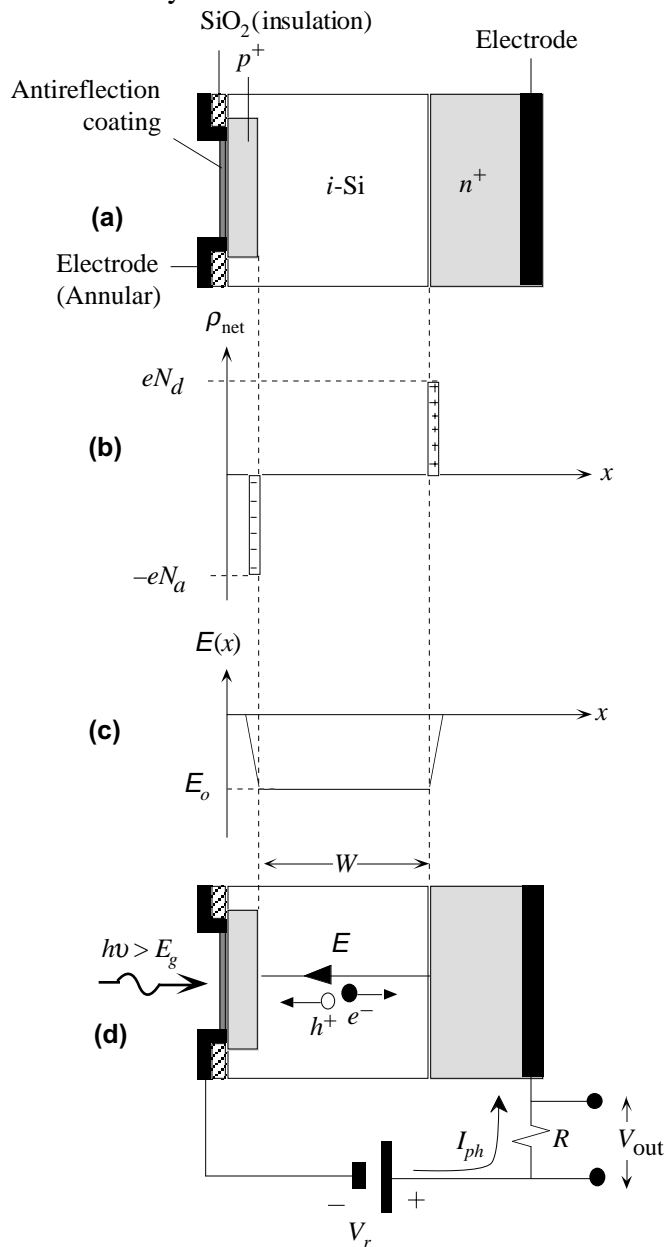 SiO₂(insulation)
p⁺
Electrode
Antireflection
coating
i-Si
n⁺
(a)
Electrode
(Annular)
ρnet
eNd
(b)
x
−eNa
E(x)
x
(c)
Eo
W
hυ > Eg
E
h⁺
e⁻
(d)
Iph
R
Vout
−
+
Vr